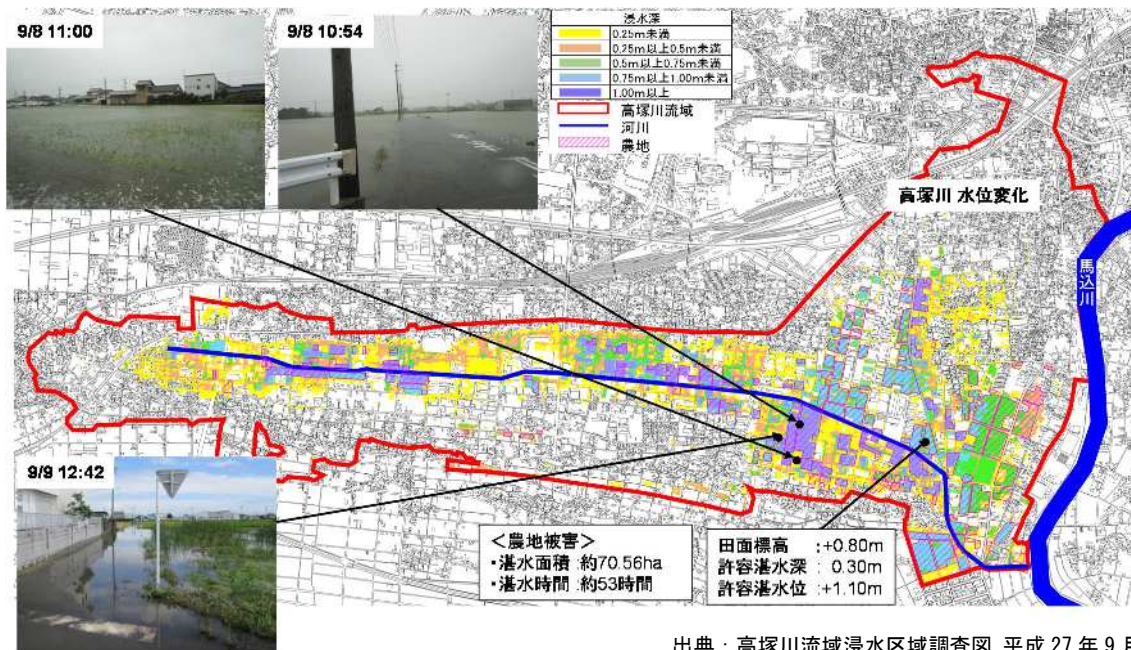 9/8 11:00
9/8 10:54
浸水深
0.25m未満
0.25m以上0.5m未満
0.5m以上0.75m未満
0.75m以上1.00m未満
1.00m以上
高塚川流域
河川
農地
高塚川 水位変化
馬込川
9/9 12:42
＜農地被害＞
・湛水面積:約70.56ha
・湛水時間:約53時間
田面標高 :+0.80m
許容湛水深 : 0.30m
許容湛水位 :+1.10m
出典：高塚川流域浸水区域調査図 平成27年9月